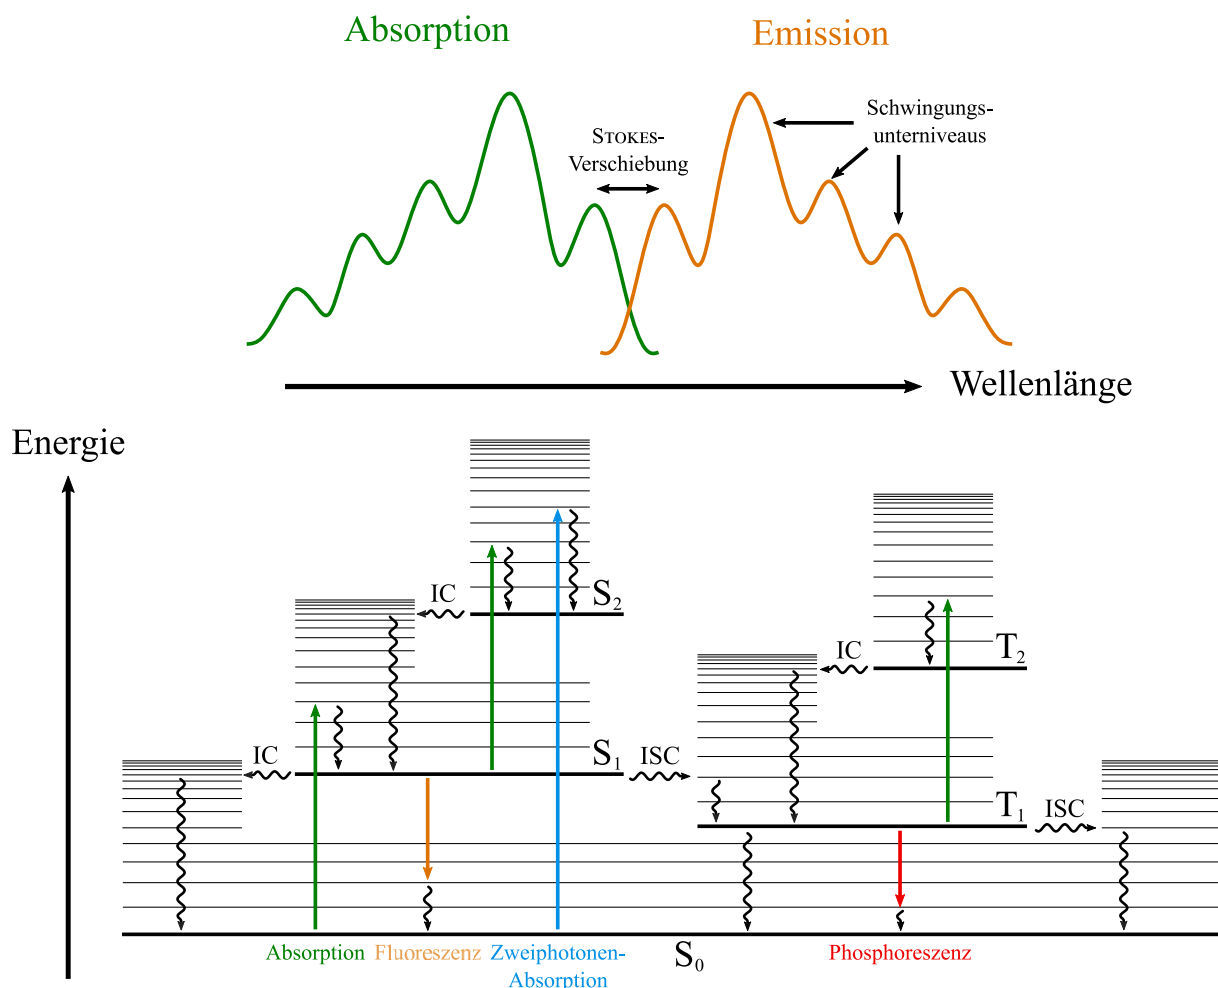 Absorption
Emission
Schwingungs-
unterniveaus
STOKES-
Verschiebung
Wellenlänge
Energie
IC
S₂
IC
S₁
ISC
IC
T₂
IC
T₁
ISC
Absorption
Fluoreszenz
Zweiphotonen-
Absorption
S₀
Phosphoreszenz